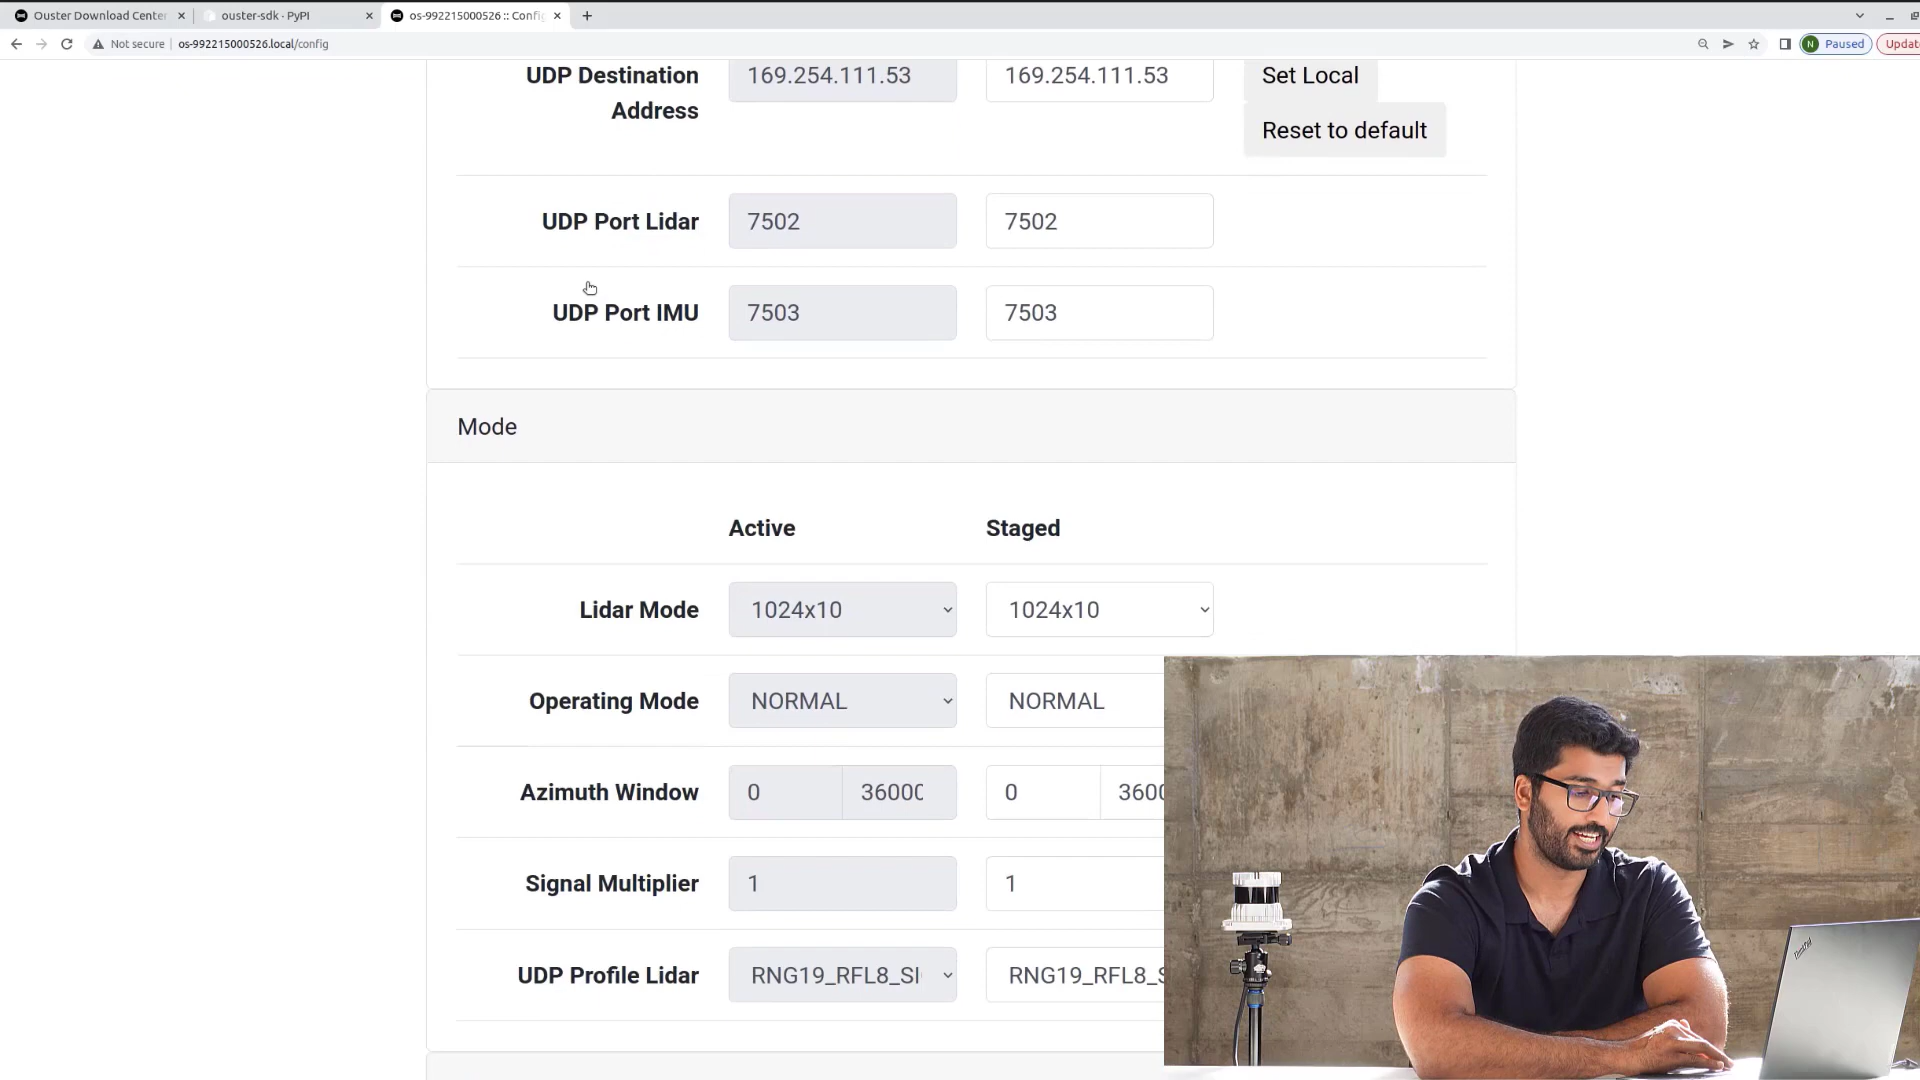 Ouster Download Center
ouster-sdk · PyPI
os-992215000526 :: Config
Not secure
os-992215000526.local/config
N
Paused
UDP Destination
Address
169.254.111.53
169.254.111.53
Set Local
Reset to default
UDP Port Lidar
7502
7502
UDP Port IMU
7503
7503
Mode
Active
Staged
Lidar Mode
1024x10
1024x10
Operating Mode
NORMAL
NORMAL
Azimuth Window
0
36000
0
3600
Signal Multiplier
1
1
UDP Profile Lidar
RNG19_RFL8_SI
RNG19_RFL8_S
ThinkPad